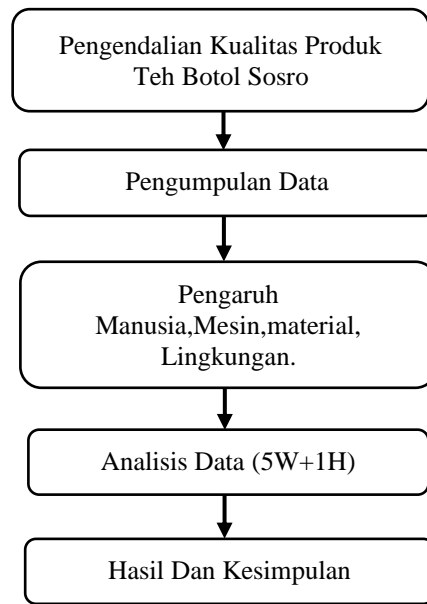 Pengendalian Kualitas Produk
Teh Botol Sosro
Pengumpulan Data
Pengaruh
Manusia,Mesin,material,
Lingkungan.
Analisis Data (5W+1H)
Hasil Dan Kesimpulan